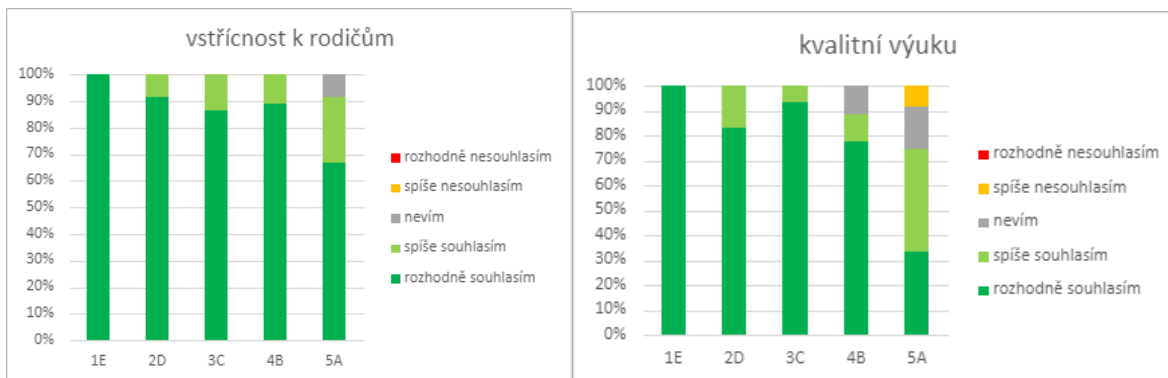 vstřícnost k rodičům
100%
90%
80%
70%
60%
50%
40%
30%
20%
10%
0%
1E 2D 3C 4B 5A
rozhodně nesouhlasím
spíše nesouhlasím
nevím
spíše souhlasím
rozhodně souhlasím
kvalitní výuku
100%
90%
80%
70%
60%
50%
40%
30%
20%
10%
0%
1E 2D 3C 4B 5A
rozhodně nesouhlasím
spíše nesouhlasím
nevím
spíše souhlasím
rozhodně souhlasím